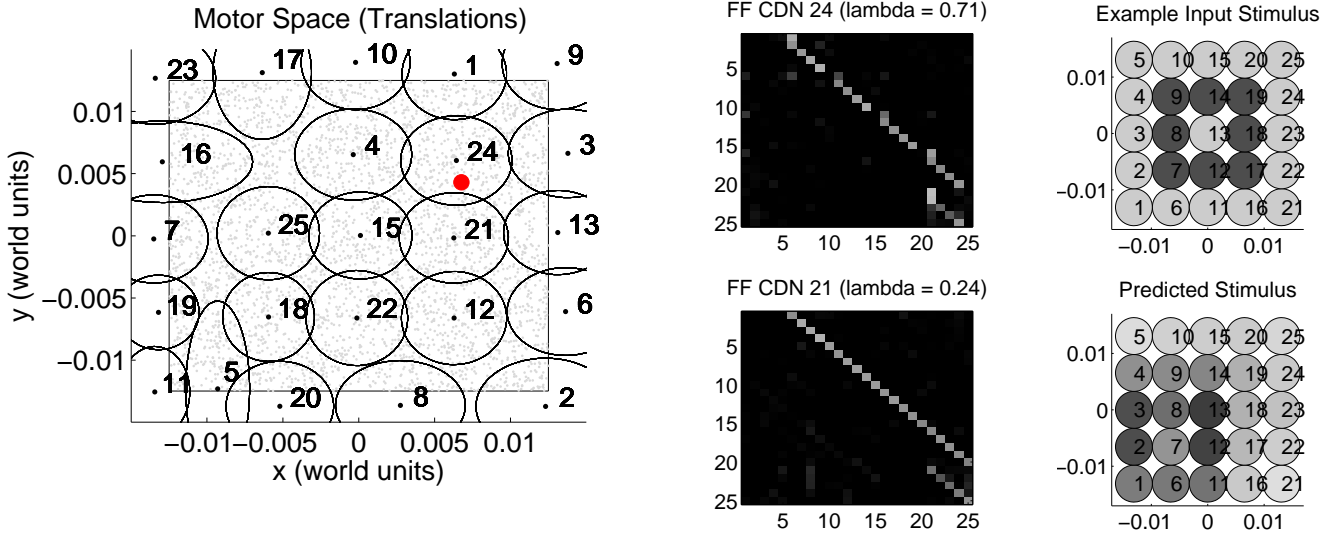 Motor Space (Translations)
23 17 10 1 9
16 4 24 3
7 25 15 21 13
19 18 22 12 6
11 5 20 8 2
0.01
0.005
0
−0.005
−0.01
−0.01 −0.005 0 0.005 0.01
x (world units)
y (world units)
FF CDN 24 (lambda = 0.71)
5
10
15
20
25
5 10 15 20 25
FF CDN 21 (lambda = 0.24)
5
10
15
20
25
5 10 15 20 25
Example Input Stimulus
5 10 15 20 25
4 9 14 19 24
3 8 13 18 23
2 7 12 17 22
1 6 11 16 21
0.01
0
−0.01
−0.01 0 0.01
Predicted Stimulus
5 10 15 20 25
4 9 14 19 24
3 8 13 18 23
2 7 12 17 22
1 6 11 16 21
0.01
0
−0.01
−0.01 0 0.01